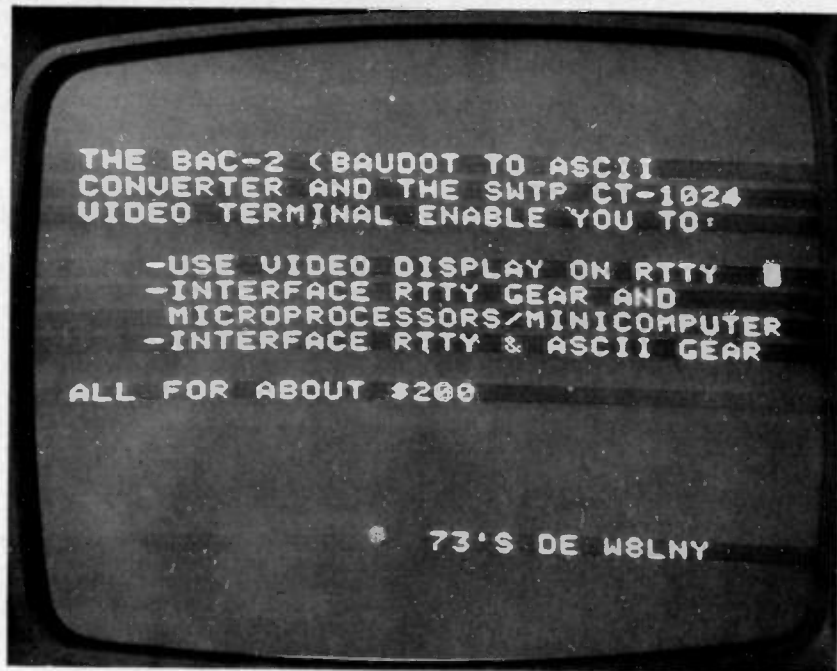 THE BAC-2 (BAUDOT TO ASCII
CONVERTER AND THE SWTP CT-1024
VIDEO TERMINAL ENABLE YOU TO:
-USE VIDEO DISPLAY ON RTTY
-INTERFACE RTTY GEAR AND
MICROPROCESSORS/MINICOMPUTER
-INTERFACE RTTY & ASCII GEAR
ALL FOR ABOUT $200
73'S DE W8LNY